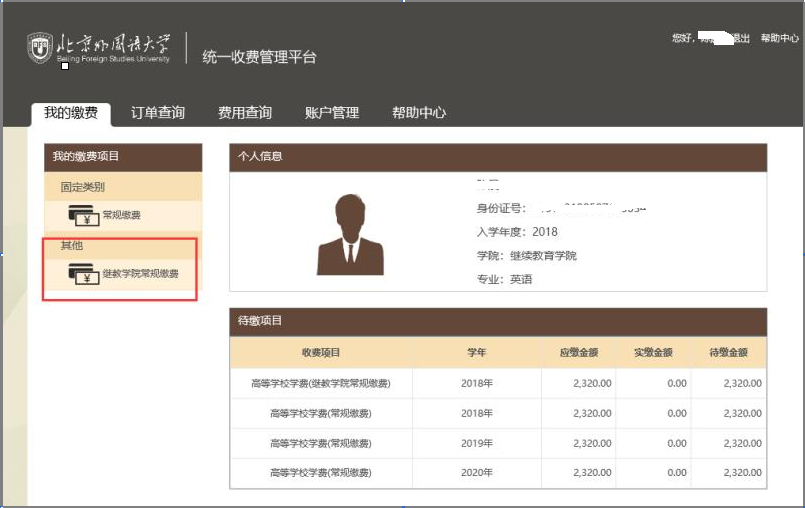 北京外国语大学
Beijing Foreign Studies University
统一收费管理平台
您好，
退出 帮助中心
我的缴费 订单查询 费用查询 账户管理 帮助中心
我的缴费项目
固定类别
¥ 常规缴费
其他
¥ 继教学院常规缴费
个人信息
身份证号：
入学年度：2018
学院：继续教育学院
专业：英语
待缴项目
收费项目 学年 应缴金额 实缴金额 待缴金额
高等学校学费(继教学院常规缴费) 2018年 2,320.00 0.00 2,320.00
高等学校学费(常规缴费) 2018年 2,320.00 0.00 2,320.00
高等学校学费(常规缴费) 2019年 2,320.00 0.00 2,320.00
高等学校学费(常规缴费) 2020年 2,320.00 0.00 2,320.00